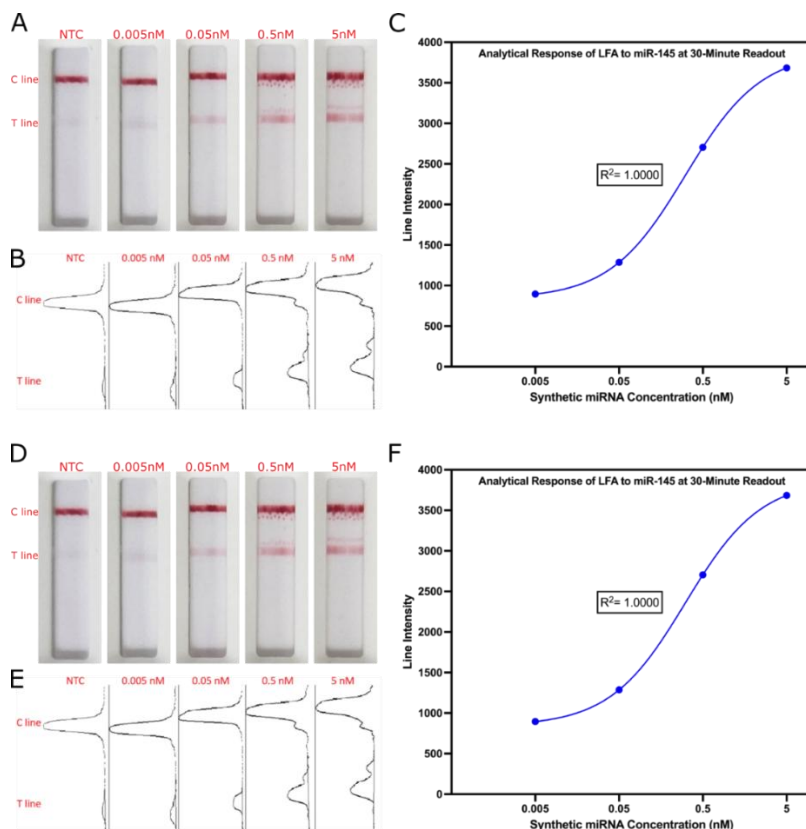 A
NTC 0.005nM 0.05nM 0.5nM 5nM
C line
T line
B
NTC 0.005 nM 0.05 nM 0.5 nM 5 nM
C line
T line
C
Analytical Response of LFA to miR-145 at 30-Minute Readout
4000
3500
3000
2500
2000
1500
1000
500
0
Line Intensity
R²= 1.0000
0.005 0.05 0.5 5
Synthetic miRNA Concentration (nM)
D
NTC 0.005nM 0.05nM 0.5nM 5nM
C line
T line
E
NTC 0.005 nM 0.05 nM 0.5 nM 5 nM
C line
T line
F
Analytical Response of LFA to miR-145 at 30-Minute Readout
4000
3500
3000
2500
2000
1500
1000
500
0
Line Intensity
R²= 1.0000
0.005 0.05 0.5 5
Synthetic miRNA Concentration (nM)